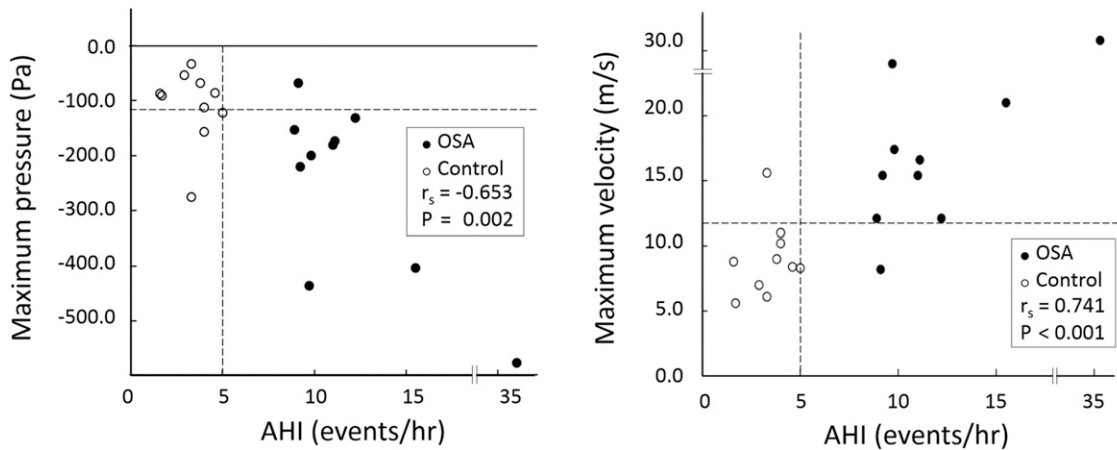 Maximum pressure (Pa)
0.0
-100.0
-200.0
-300.0
-400.0
-500.0
OSA
Control
rs = -0.653
P = 0.002
0 5 10 15 35
AHI (events/hr)
Maximum velocity (m/s)
30.0
20.0
15.0
10.0
5.0
0.0
OSA
Control
rs = 0.741
P < 0.001
0 5 10 15 35
AHI (events/hr)